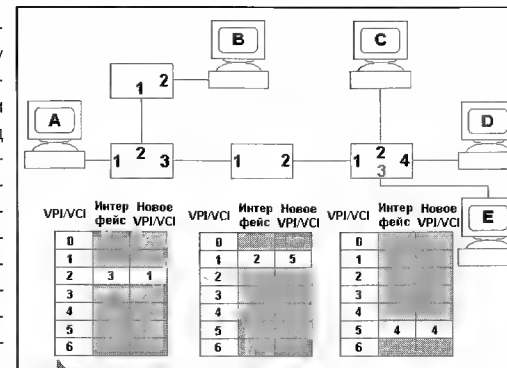 B
C
1 2
A
D
1 2 3
1 2
1 2 3 4
E
VPI/VCI Интер фейс Новое VPI/VCI
VPI/VCI Интер фейс Новое VPI/VCI
VPI/VCI Интер фейс Новое VPI/VCI
0 0 0
1 1 2 5 1
2 3 1 2 2
3 3 3
4 4 4
5 5 5 4 4
6 6 6